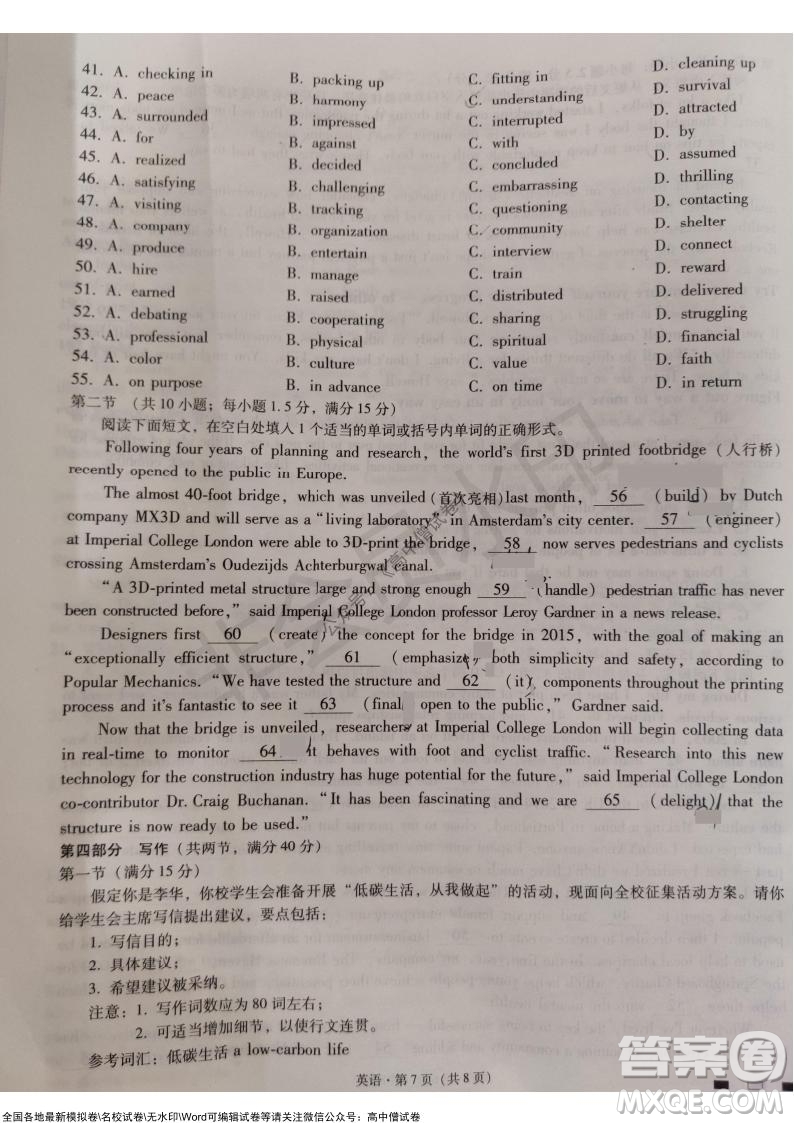 41. A. checking in B. packing up C. fitting in D. cleaning up
42. A. peace B. harmony C. understanding D. survival
43. A. surrounded B. impressed C. interrupted D. attracted
44. A. for B. against C. with D. by
45. A. realized B. decided C. concluded D. assumed
46. A. satisfying B. challenging C. embarrassing D. thrilling
47. A. visiting B. tracking C. questioning D. contacting
48. A. company B. organization C. community D. shelter
49. A. produce B. entertain C. interview D. connect
50. A. hire B. manage C. train D. reward
51. A. earned B. raised C. distributed D. delivered
52. A. debating B. cooperating C. sharing D. struggling
53. A. professional B. physical C. spiritual D. financial
54. A. color B. culture C. value D. faith
55. A. on purpose B. in advance C. on time D. in return
第二节 (共10小题;每小题1.5分,满分15分)
阅读下面短文,在空白处填入1个适当的单词或括号内单词的正确形式。
Following four years of planning and research, the world's first 3D printed footbridge (人行桥)
recently opened to the public in Europe.
The almost 40-foot bridge, which was unveiled (首次亮相) last month, 56 (build) by Dutch
company MX3D and will serve as a "living laboratory" in Amsterdam's city center. 57 (engineer)
at Imperial College London were able to 3D-print the bridge, 58 now serves pedestrians and cyclists
crossing Amsterdam's Oudezijds Achterburgwal canal.
"A 3D-printed metal structure large and strong enough 59 (handle) pedestrian traffic has never
been constructed before," said Imperial College London professor Leroy Gardner in a news release.
Designers first 60 (create) the concept for the bridge in 2015, with the goal of making an
"exceptionally efficient structure," 61 (emphasize) both simplicity and safety, according to
Popular Mechanics. "We have tested the structure and 62 (it) components throughout the printing
process and it's fantastic to see it 63 (final) open to the public," Gardner said.
Now that the bridge is unveiled, researchers at Imperial College London will begin collecting data
in real-time to monitor 64 it behaves with foot and cyclist traffic. "Research into this new
technology for the construction industry has huge potential for the future," said Imperial College London
co-contributor Dr. Craig Buchanan. "It has been fascinating and we are 65 (delight) that the
structure is now ready to be used."
第四部分 写作 (共两节,满分40分)
第一节 (满分15分)
假定你是李华,你校学生会准备开展"低碳生活,从我做起"的活动,现面向全校征集活动方案。请你
给学生会主席写信提出建议,要点包括:
1. 写信目的;
2. 具体建议;
3. 希望建议被采纳。
注意:1. 写作词数应为80词左右;
2. 可适当增加细节,以使行文连贯。
参考词汇:低碳生活 a low-carbon life
英语·第7页(共8页)
答案卷
全国各地最新模拟卷\名校试卷\无水印\Word可编辑试卷等请关注微信公众号:高中僧试卷